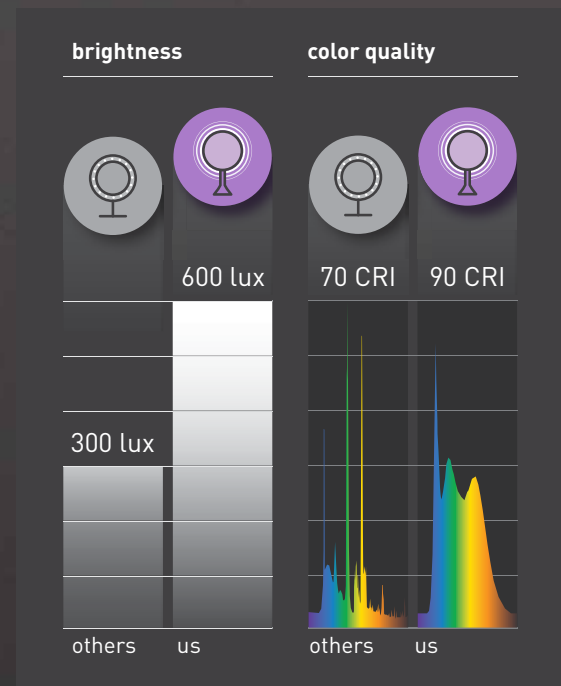 brightness
color quality
600 lux
70 CRI
90 CRI
300 lux
others
us
others
us